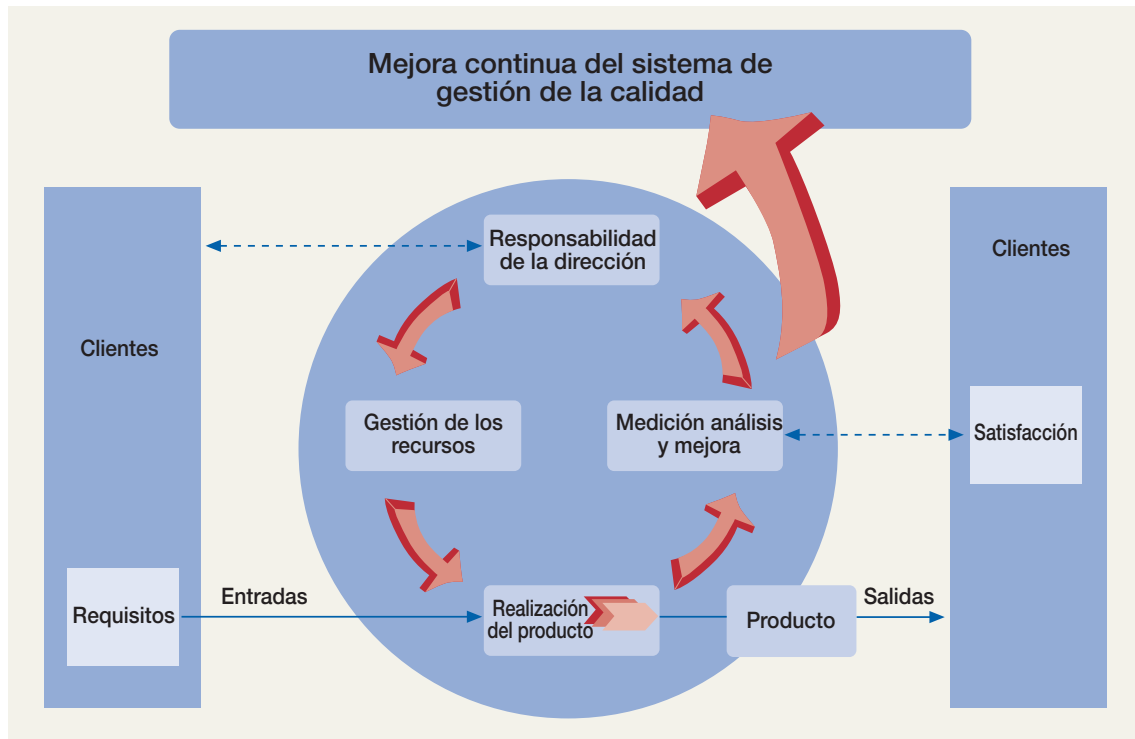 Mejora continua del sistema de
gestión de la calidad
Responsabilidad
de la dirección
Clientes
Clientes
Gestión de los
recursos
Medición análisis
y mejora
Satisfacción
Requisitos
Entradas
Realización
del producto
Producto
Salidas